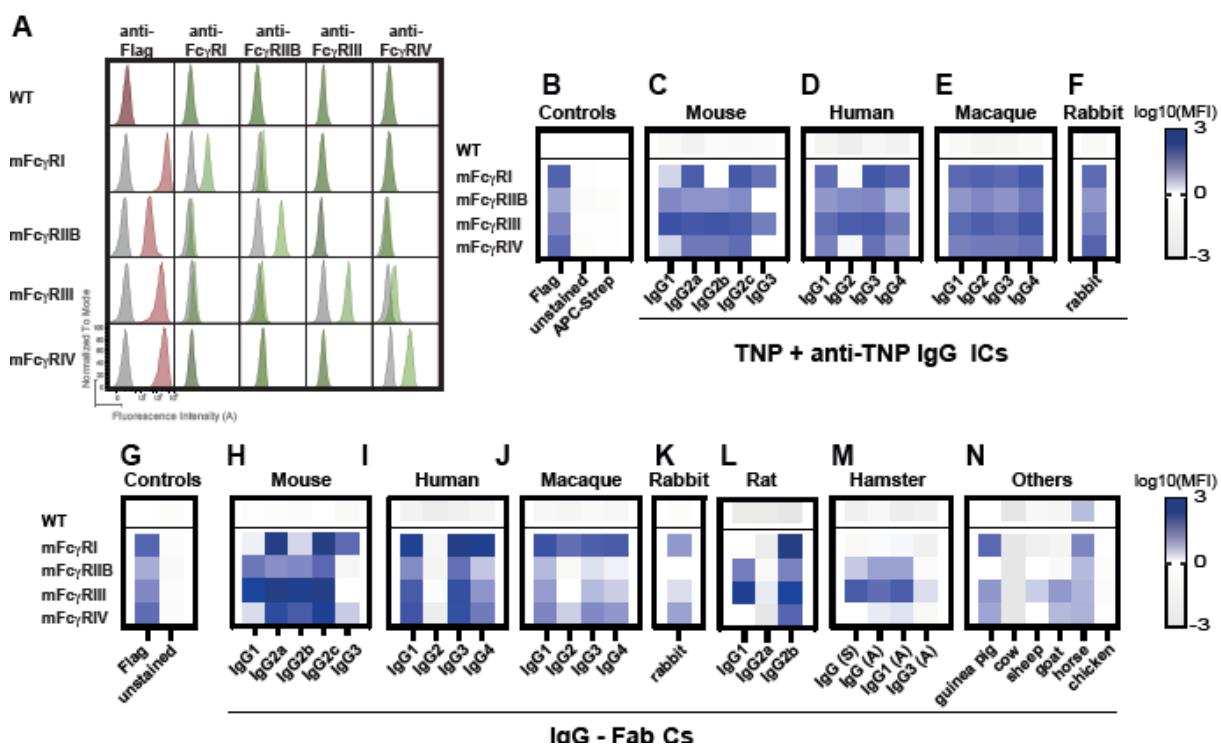 A
anti-Flag
anti-FcγRI
anti-FcγRIIB
anti-FcγRIII
anti-FcγRIV
WT
mFcγRI
mFcγRIIB
mFcγRIII
mFcγRIV
Normalized To Mode
Fluorescence Intensity (A)
B C D E F
Controls Mouse Human Macaque Rabbit log10(MFI)
WT
mFcγRI
mFcγRIIB
mFcγRIII
mFcγRIV
3
0
-3
Flag unstained APC-Strep IgG1 IgG2a IgG2b IgG2c IgG3 IgG1 IgG2 IgG3 IgG4 IgG1 IgG2 IgG3 IgG4 rabbit
TNP + anti-TNP IgG ICs
G H I J K L M N
Controls Mouse Human Macaque Rabbit Rat Hamster Others log10(MFI)
WT
mFcγRI
mFcγRIIB
mFcγRIII
mFcγRIV
3
0
-3
Flag unstained IgG1 IgG2a IgG2b IgG2c IgG3 IgG1 IgG2 IgG3 IgG4 IgG1 IgG2 IgG3 IgG4 rabbit IgG1 IgG2a IgG2b IgG (S) IgG (A) IgG1 (A) IgG3 (A) guinea pig cow sheep goat horse chicken
IgG - Fab Cs